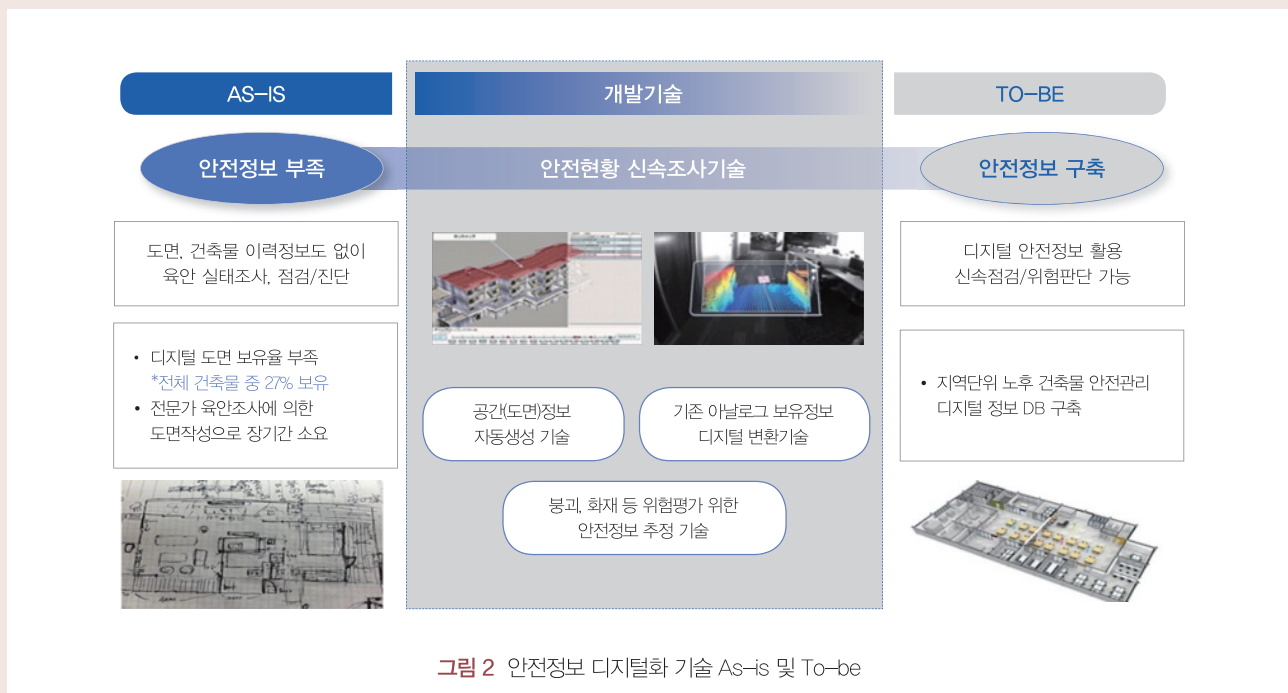 AS-IS
개발기술
TO-BE
안전정보 부족
안전현황 신속조사기술
안전정보 구축
도면, 건축물 이력정보도 없이
육안 실태조사, 점검/진단
• 디지털 도면 보유율 부족
*전체 건축물 중 27% 보유
• 전문가 육안조사에 의한
도면작성으로 장기간 소요
공간(도면)정보
자동생성 기술
기존 아날로그 보유정보
디지털 변환기술
붕괴, 화재 등 위험평가 위한
안전정보 추정 기술
디지털 안전정보 활용
신속점검/위험판단 가능
• 지역단위 노후 건축물 안전관리
디지털 정보 DB 구축
그림 2 안전정보 디지털화 기술 As-is 및 To-be